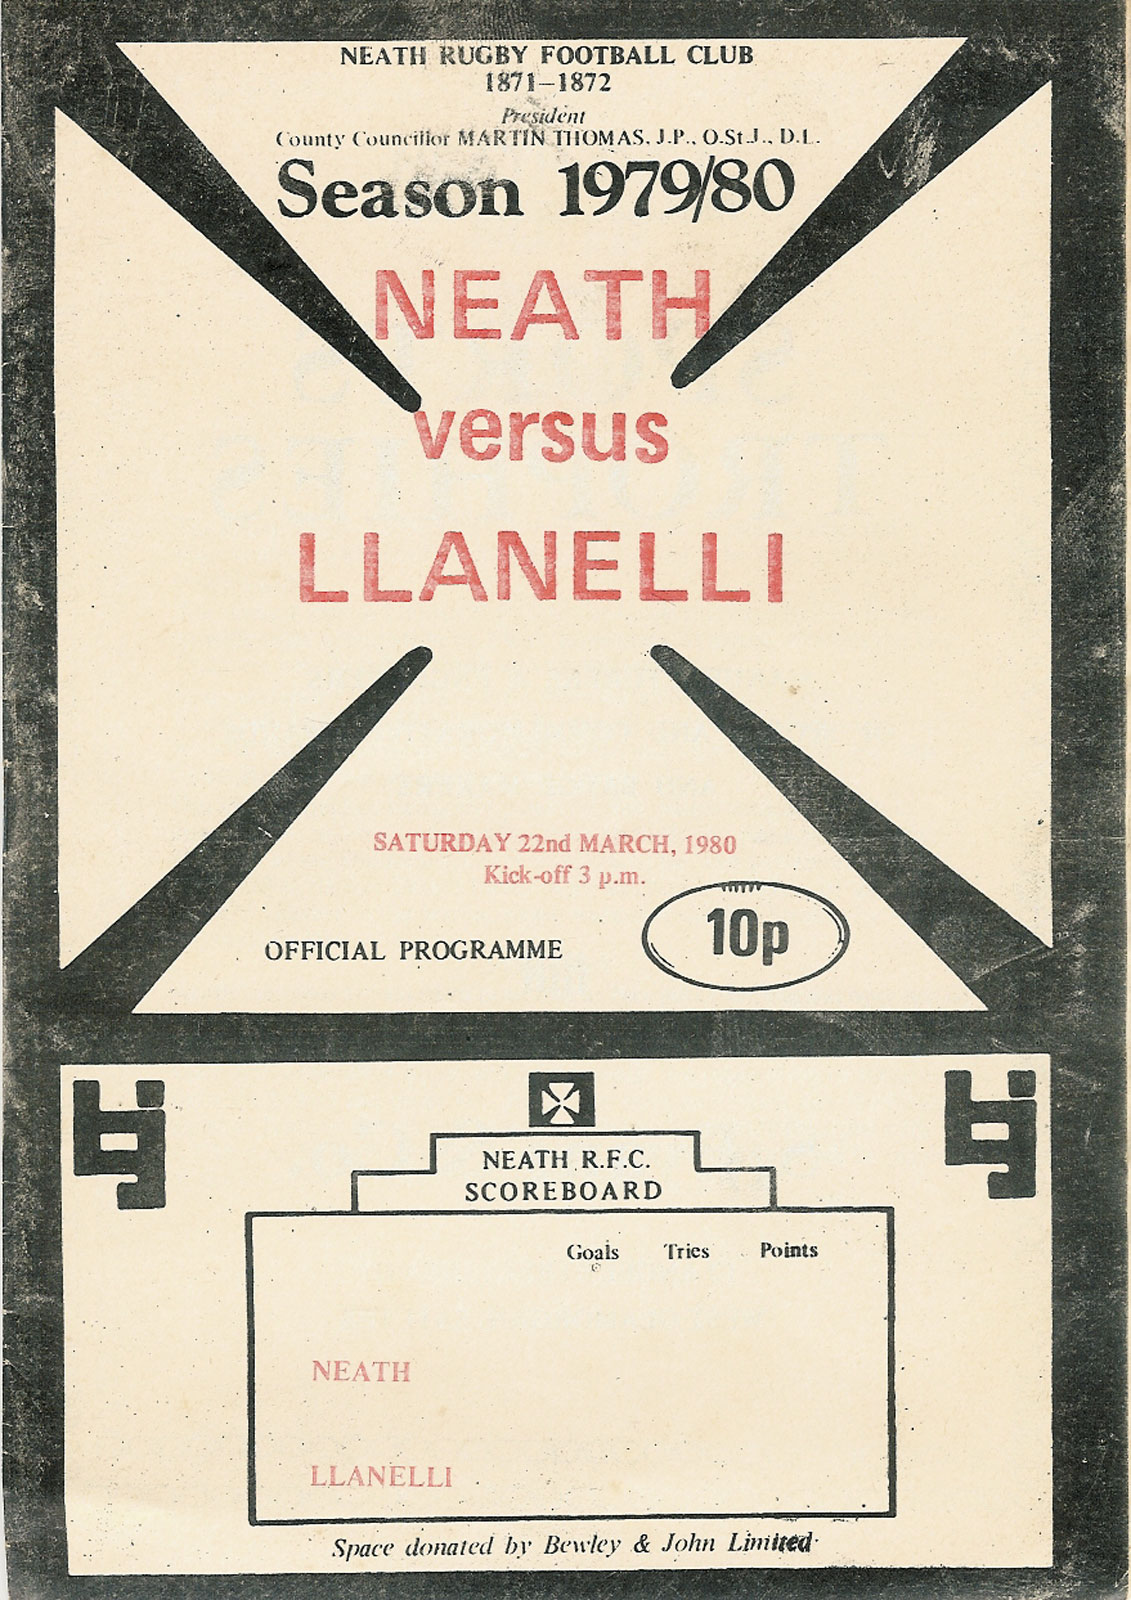 NEATH RUGBY FOOTBALL CLUB
1871–1872
President
County Councillor MARTIN THOMAS, J.P., O.St.J., D.L.
Season 1979/80
NEATH
versus
LLANELLI
SATURDAY 22nd MARCH, 1980
Kick-off 3 p.m.
OFFICIAL PROGRAMME
10p
bj
bj
NEATH R.F.C.
SCOREBOARD
Goals Tries Points
NEATH
LLANELLI
Space donated by Bewley & John Limited